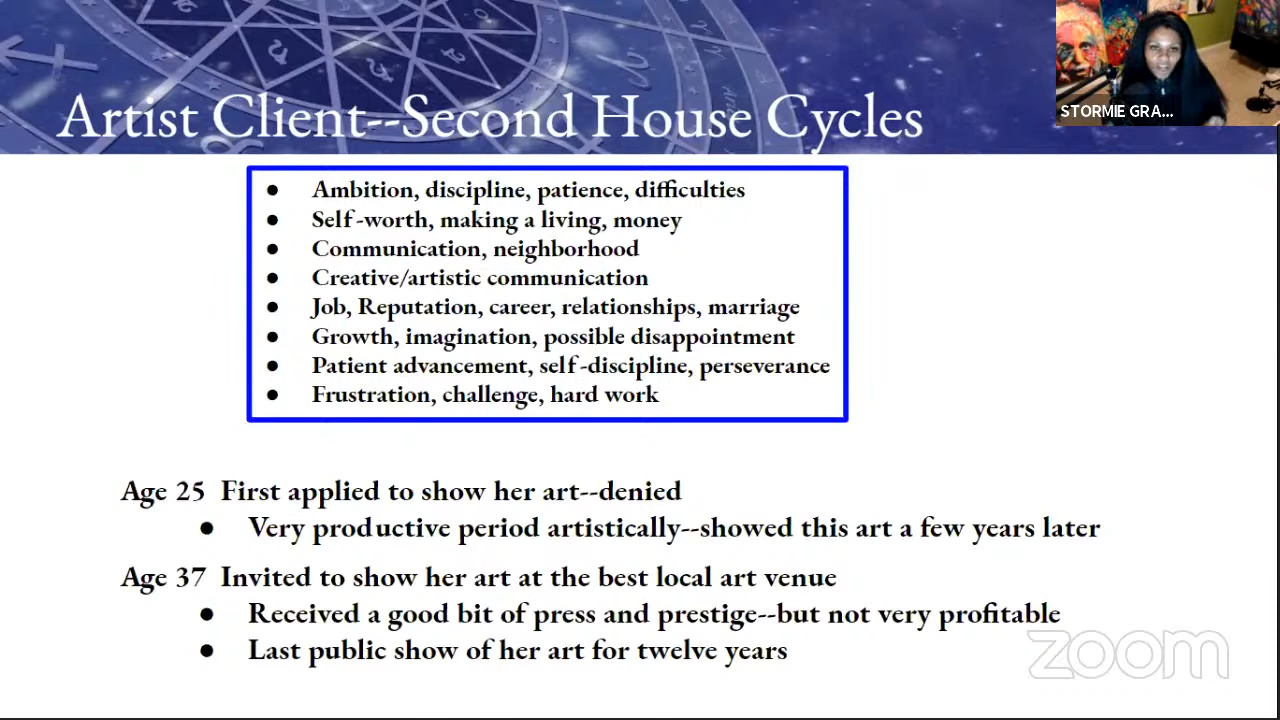 Artist Client--Second House Cycles
STORMIE GRA...
● Ambition, discipline, patience, difficulties
● Self-worth, making a living, money
● Communication, neighborhood
● Creative/artistic communication
● Job, Reputation, career, relationships, marriage
● Growth, imagination, possible disappointment
● Patient advancement, self-discipline, perseverance
● Frustration, challenge, hard work
Age 25 First applied to show her art--denied
● Very productive period artistically--showed this art a few years later
Age 37 Invited to show her art at the best local art venue
● Received a good bit of press and prestige--but not very profitable
● Last public show of her art for twelve years
zoom